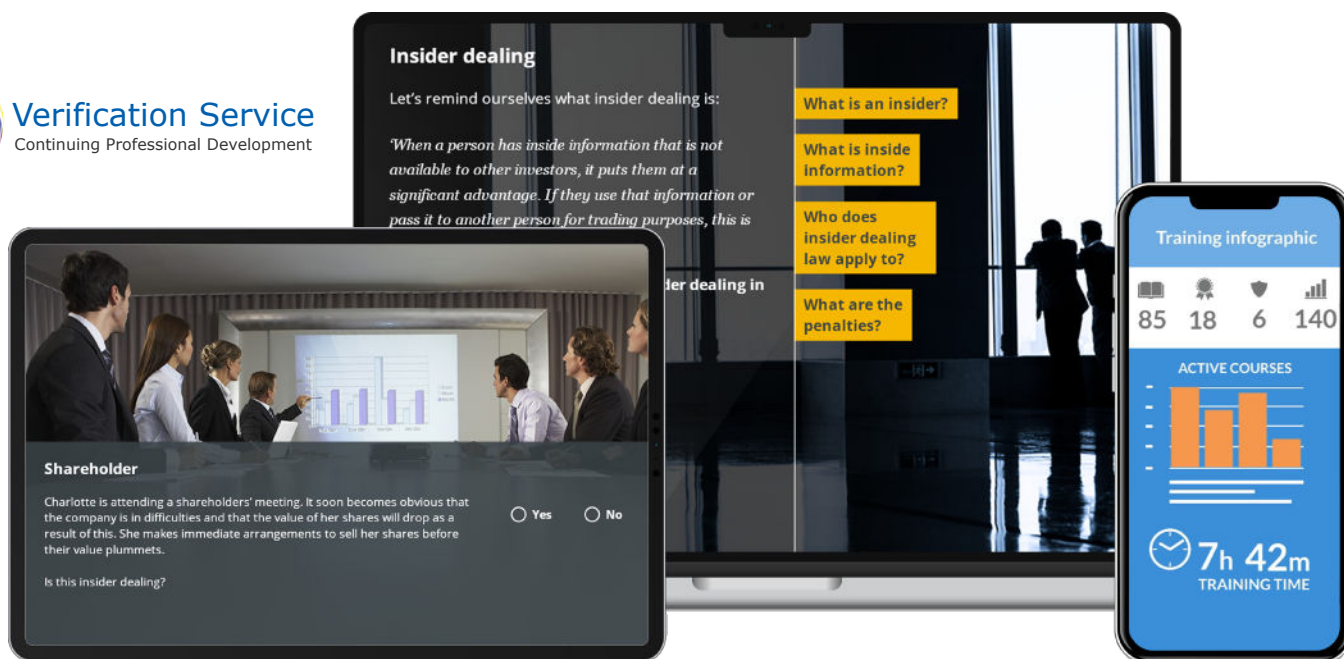 Verification Service
Continuing Professional Development
Insider dealing
Let's remind ourselves what insider dealing is:
'When a person has inside information that is not
available to other investors, it puts them at a
significant advantage. If they use that information or
pass it to another person for trading purposes, this is
der dealing in
What is an insider?
What is inside
information?
Who does
insider dealing
law apply to?
What are the
penalties?
Shareholder
Charlotte is attending a shareholders' meeting. It soon becomes obvious that
the company is in difficulties and that the value of her shares will drop as a
result of this. She makes immediate arrangements to sell her shares before
their value plummets.
Is this insider dealing?
Yes No
Training infographic
85 18 6 140
ACTIVE COURSES
7h 42m
TRAINING TIME